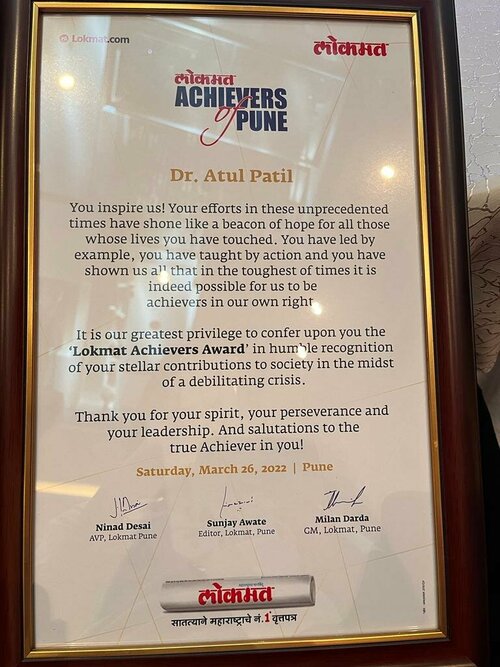 Lokmat.com
लोकमत
लोकमत
ACHIEVERS
of PUNE
Dr. Atul Patil
You inspire us! Your efforts in these unprecedented
times have shone like a beacon of hope for all those
whose lives you have touched. You have led by
example, you have taught by action and you have
shown us all that in the toughest of times it is
indeed possible for us to be
achievers in our own right.
It is our greatest privilege to confer upon you the
'Lokmat Achievers Award' in humble recognition
of your stellar contributions to society in the midst
of a debilitating crisis.
Thank you for your spirit, your perseverance and
your leadership. And salutations to the
true Achiever in you!
Saturday, March 26, 2022 | Pune
Ninad Desai
AVP, Lokmat Pune
Sunjay Awate
Editor, Lokmat, Pune
Milan Darda
GM, Lokmat, Pune
लोकमत
सातत्याने महाराष्ट्राचे नं.1 वृत्तपत्र